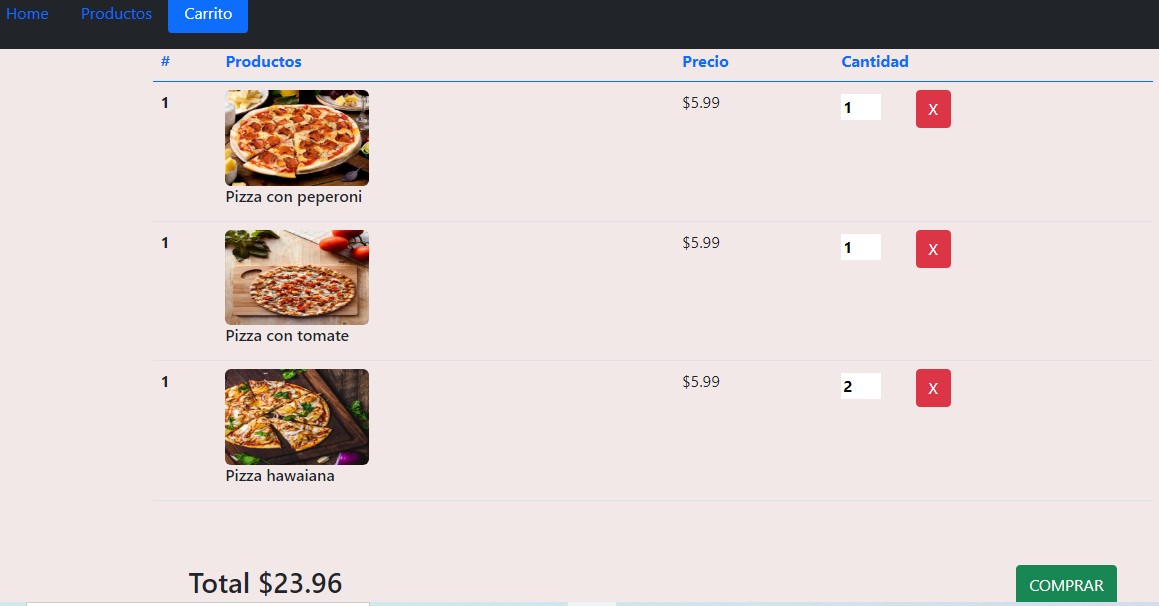 Home Productos Carrito
# Productos Precio Cantidad
1 $5.99 1 X
Pizza con peperoni
1 $5.99 1 X
Pizza con tomate
1 $5.99 2 X
Pizza hawaiana
Total $23.96 COMPRAR